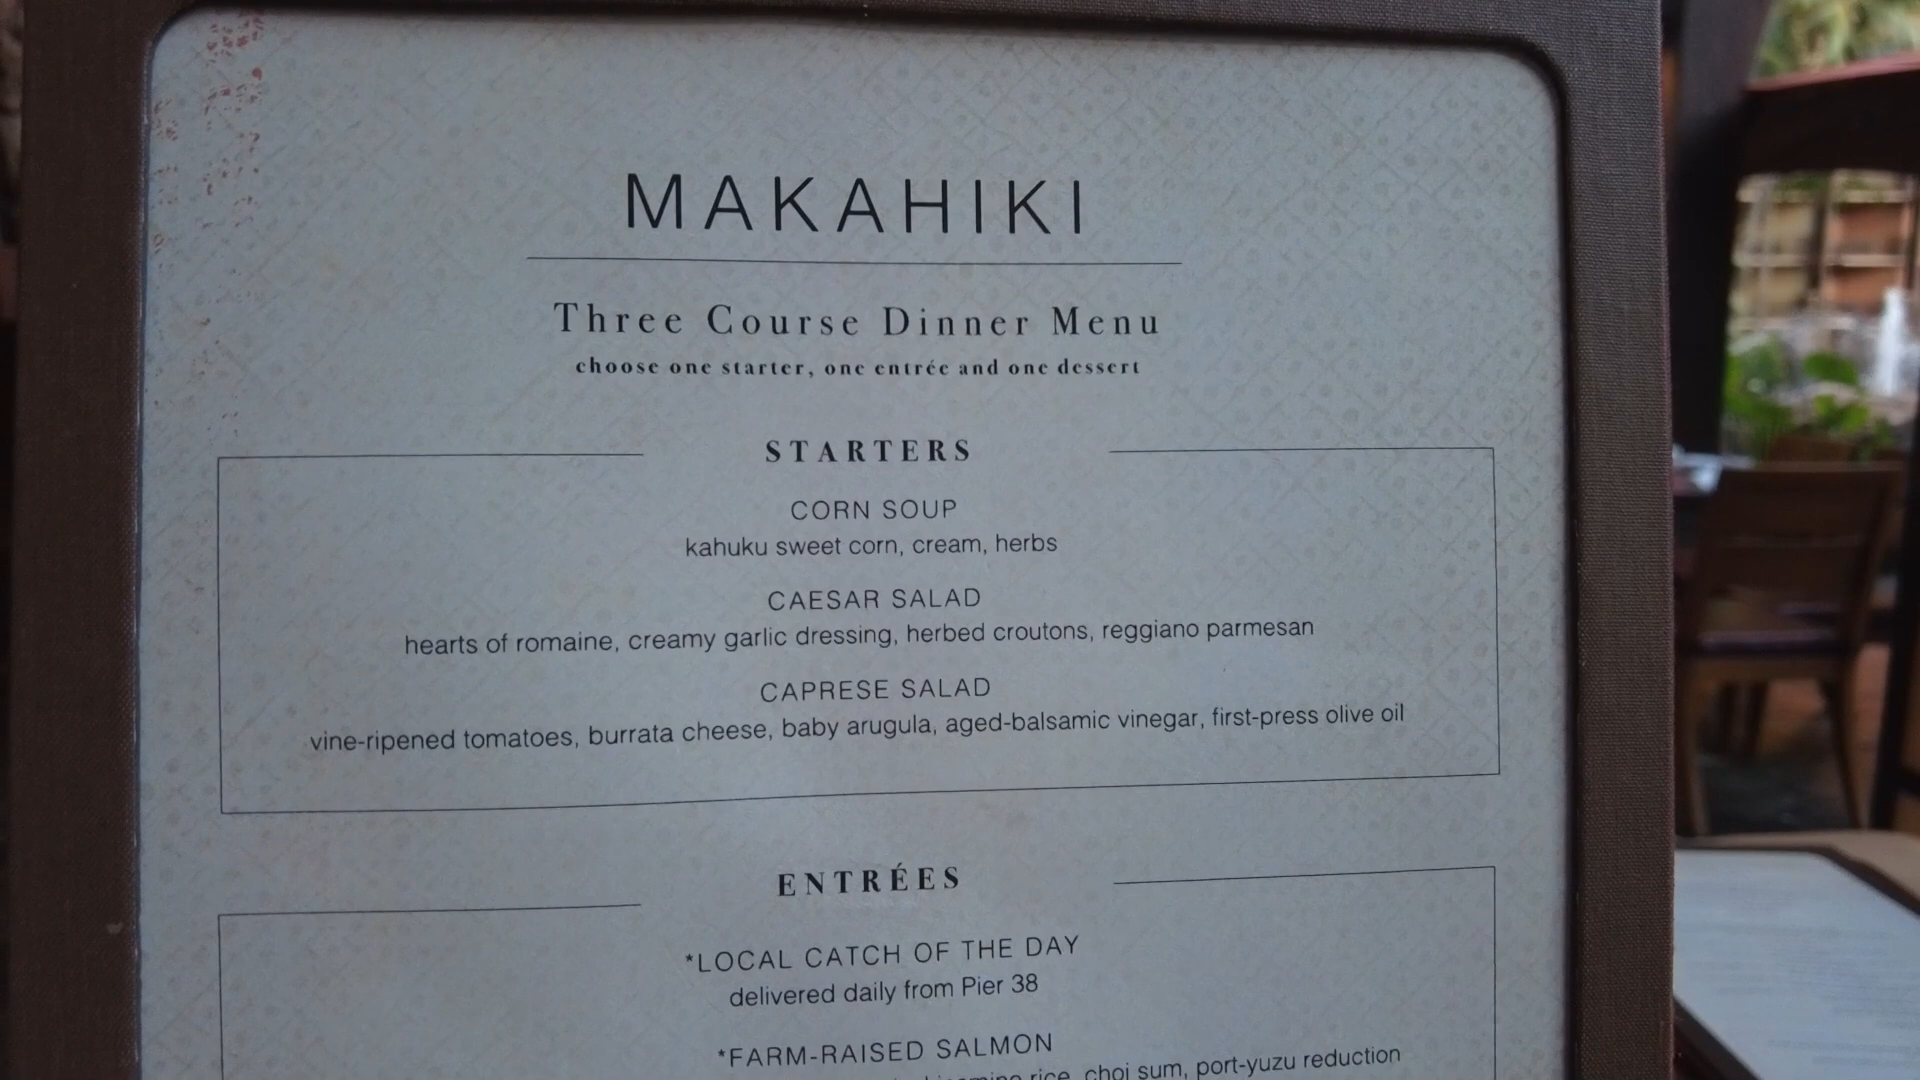 MAKAHIKI
Three Course Dinner Menu
choose one starter, one entrée and one dessert
STARTERS
CORN SOUP
kahuku sweet corn, cream, herbs
CAESAR SALAD
hearts of romaine, creamy garlic dressing, herbed croutons, reggiano parmesan
CAPRESE SALAD
vine-ripened tomatoes, burrata cheese, baby arugula, aged-balsamic vinegar, first-press olive oil
ENTRÉES
*LOCAL CATCH OF THE DAY
delivered daily from Pier 38
*FARM-RAISED SALMON
rice, choi sum, port-yuzu reduction